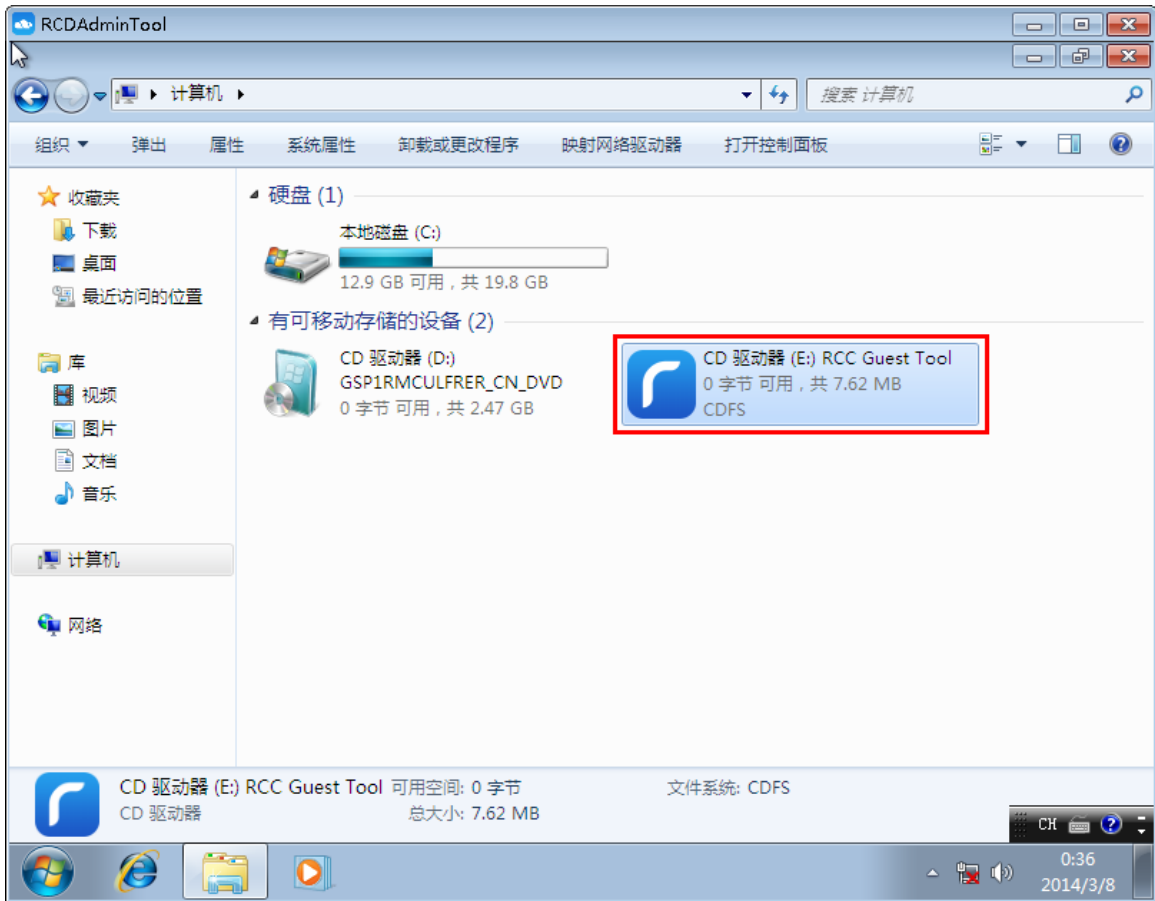 RCDAdminTool
计算机
搜索 计算机
组织 弹出 属性 系统属性 卸载或更改程序 映射网络驱动器 打开控制面板
收藏夹
下载
桌面
最近访问的位置
库
视频
图片
文档
音乐
计算机
网络
硬盘 (1)
本地磁盘 (C:)
12.9 GB 可用，共 19.8 GB
有可移动存储的设备 (2)
CD 驱动器 (D:)
GSP1RMCULFRER_CN_DVD
0 字节 可用，共 2.47 GB
CD 驱动器 (E:) RCC Guest Tool
0 字节 可用，共 7.62 MB
CDFS
CD 驱动器 (E:) RCC Guest Tool 可用空间: 0 字节 文件系统: CDFS
CD 驱动器 总大小: 7.62 MB
CH
0:36
2014/3/8